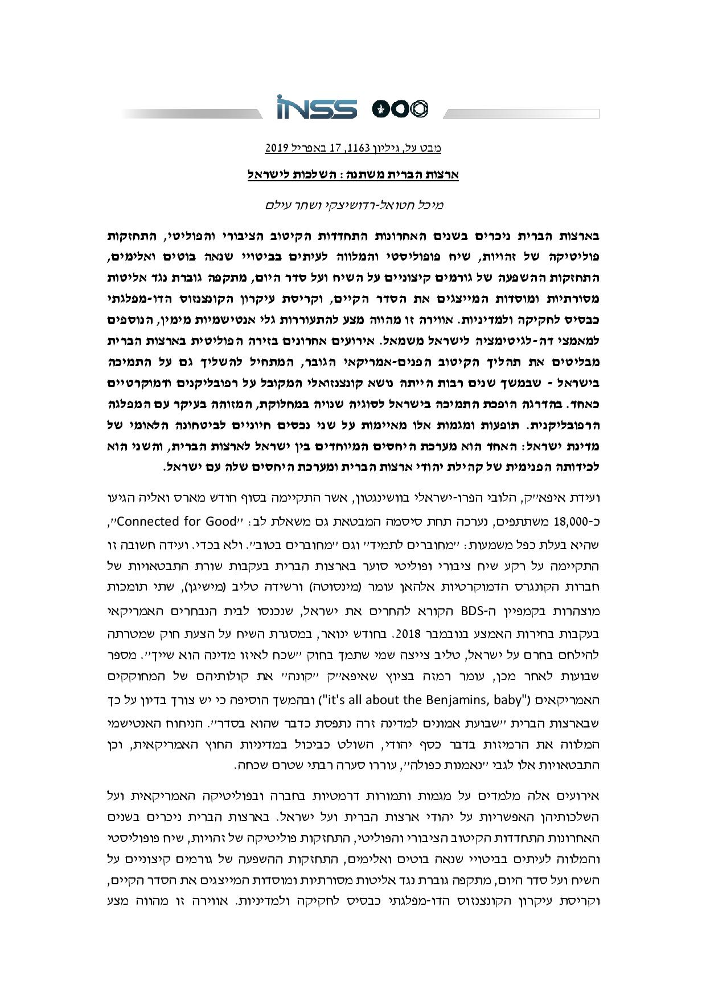 INSS
מבט על, גיליון 1163, 17 באפריל 2019
ארצות הברית משתנה: השלכות לישראל
מיכל חטואל-רדושיצקי ושחר עילם
בארצות הברית ניכרים בשנים האחרונות התחדדות הקיטוב הציבורי והפוליטי, התחזקות
פוליטיקה של זהויות, שיח פופוליסטי והמלווה לעיתים בביטויי שנאה בוטים ואלימים,
התחזקות ההשפעה של גורמים קיצוניים על השיח ועל סדר היום, מתקפה גוברת נגד אליטות
מסורתיות ומוסדות המייצגים את הסדר הקיים, וקריסת עיקרון הקונצנזוס הדו-מפלגתי
כבסיס לחקיקה ולמדיניות. אווירה זו מהווה מצע להתעוררות גלי אנטישמיות מימין, הנוספים
למאמצי דה-לגיטימציה לישראל משמאל. אירועים אחרונים בזירה הפוליטית בארצות הברית
מבליטים את תהליך הקיטוב הפנים-אמריקאי הגובר, המתחיל להשליך גם על התמיכה
בישראל - שבמשך שנים רבות הייתה נושא קונצנזואלי המקובל על רפובליקנים ודמוקרטיים
כאחד. בהדרגה הופכת התמיכה בישראל לסוגיה שנויה במחלוקת, המזוהה בעיקר עם המפלגה
הרפובליקנית. תופעות ומגמות אלו מאיימות על שני נכסים חיוניים לביטחונה הלאומי של
מדינת ישראל: האחד הוא מערכת היחסים המיוחדים בין ישראל לארצות הברית, והשני הוא
לכידותה הפנימית של קהילת יהודי ארצות הברית ומערכת היחסים שלה עם ישראל.
ועידת איפא״ק, הלובי הפרו-ישראלי בוושינגטון, אשר התקיימה בסוף חודש מארס ואליה הגיעו
כ-18,000 משתתפים, נערכה תחת סיסמה המבטאת גם משאלת לב: ״Connected for Good״,
שהיא בעלת כפל משמעות: ״מחוברים לתמיד״ וגם ״מחוברים בטוב״. ולא בכדי. ועידה חשובה זו
התקיימה על רקע שיח ציבורי ופוליטי סוער בארצות הברית בעקבות שורת התבטאויות של
חברות הקונגרס הדמוקרטיות אלהאן עומר (מינסוטה) ורשידה טליב (מישיגן), שתי תומכות
מוצהרות בקמפיין ה-BDS הקורא להחרים את ישראל, שנכנסו לבית הנבחרים האמריקאי
בעקבות בחירות האמצע בנובמבר 2018. בחודש ינואר, במסגרת השיח על הצעת חוק שמטרתה
להילחם בחרם על ישראל, טליב צייצה שמי שתמך בחוק ״שכח לאיזו מדינה הוא שייך״. מספר
שבועות לאחר מכן, עומר רמזה בציוץ שאיפא״ק ״קונה״ את קולותיהם של המחוקקים
האמריקאים ("it's all about the Benjamins, baby") ובהמשך הוסיפה כי יש צורך בדיון על כך
שבארצות הברית ״שבועת אמונים למדינה זרה נתפסת כדבר שהוא בסדר״. הניחוח האנטישמי
המלווה את הרמיזות בדבר כסף יהודי, השולט כביכול במדיניות החוץ האמריקאית, וכן
התבטאויות אלו לגבי ״נאמנות כפולה״, עוררו סערה רבתי שטרם שכחה.
אירועים אלה מלמדים על מגמות ותמורות דרמטיות בחברה ובפוליטיקה האמריקאית ועל
השלכותיהן האפשריות על יהודי ארצות הברית ועל ישראל. בארצות הברית ניכרים בשנים
האחרונות התחדדות הקיטוב הציבורי והפוליטי, התחזקות פוליטיקה של זהויות, שיח פופוליסטי
והמלווה לעיתים בביטויי שנאה בוטים ואלימים, התחזקות ההשפעה של גורמים קיצוניים על
השיח ועל סדר היום, מתקפה גוברת נגד אליטות מסורתיות ומוסדות המייצגים את הסדר הקיים,
וקריסת עיקרון הקונצנזוס הדו-מפלגתי כבסיס לחקיקה ולמדיניות. אווירה זו מהווה מצע